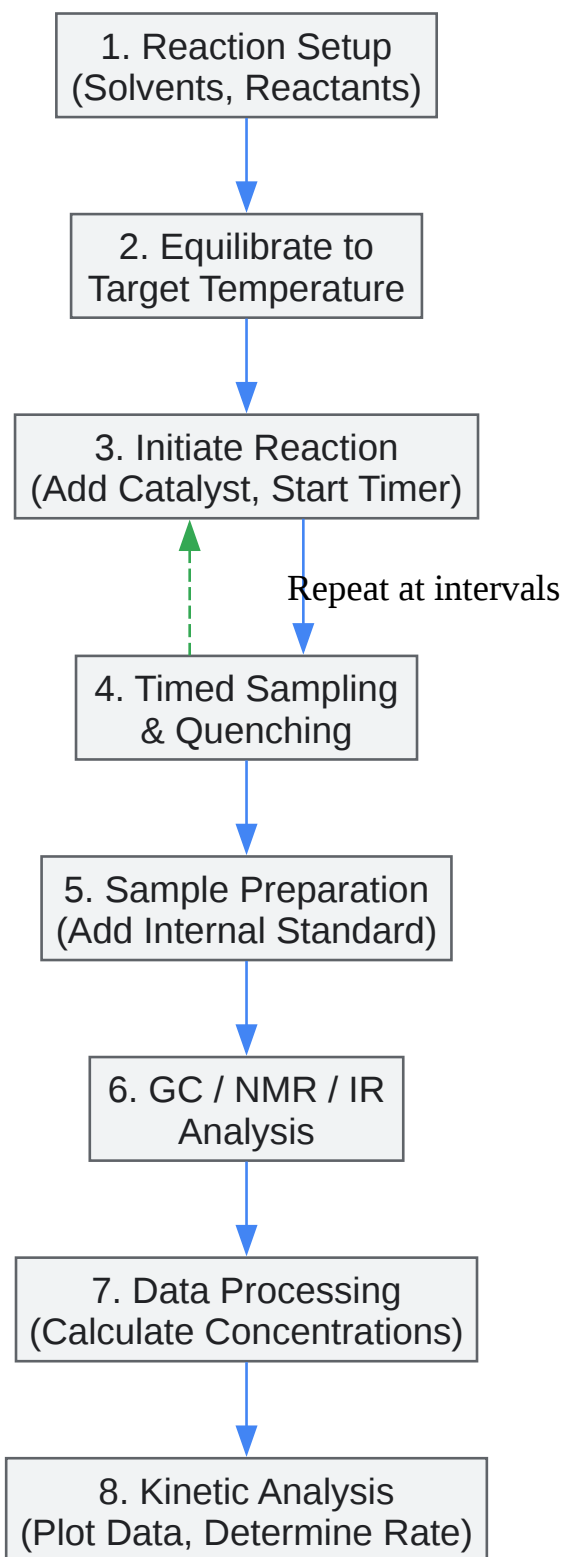 1. Reaction Setup
(Solvents, Reactants)
2. Equilibrate to
Target Temperature
3. Initiate Reaction
(Add Catalyst, Start Timer)
Repeat at intervals
4. Timed Sampling
& Quenching
5. Sample Preparation
(Add Internal Standard)
6. GC / NMR / IR
Analysis
7. Data Processing
(Calculate Concentrations)
8. Kinetic Analysis
(Plot Data, Determine Rate)